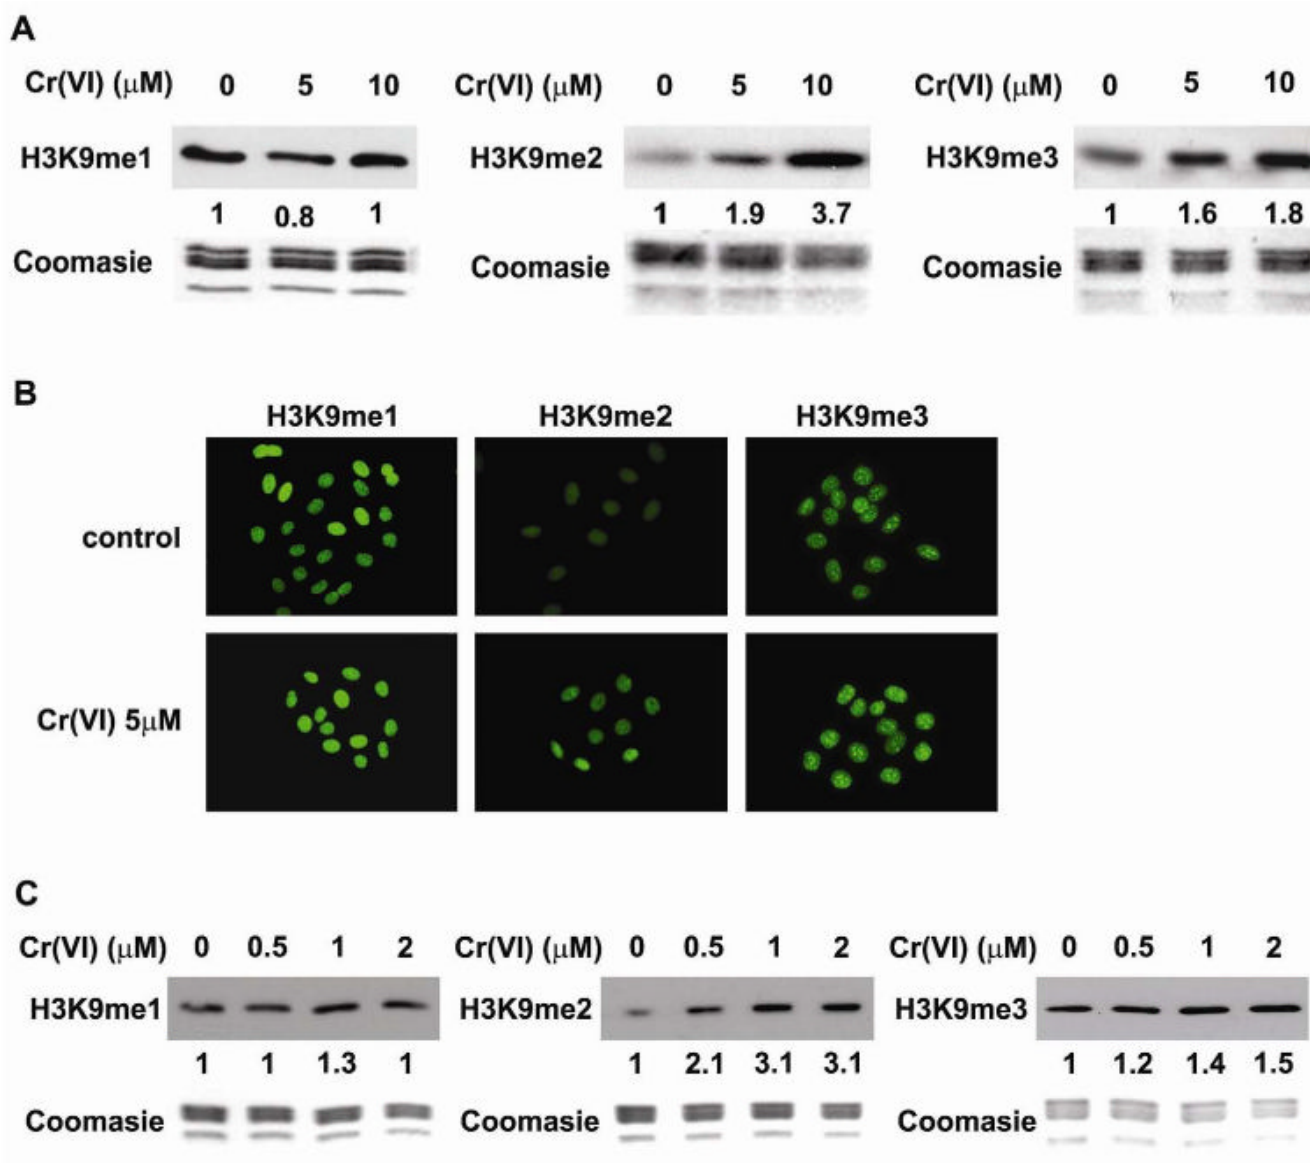 A
Cr(VI) (μM) 0 5 10 Cr(VI) (μM) 0 5 10 Cr(VI) (μM) 0 5 10
H3K9me1 H3K9me2 H3K9me3
1 0.8 1 1 1.9 3.7 1 1.6 1.8
Coomasie Coomasie Coomasie
B
H3K9me1 H3K9me2 H3K9me3
control
Cr(VI) 5μM
C
Cr(VI) (μM) 0 0.5 1 2 Cr(VI) (μM) 0 0.5 1 2 Cr(VI) (μM) 0 0.5 1 2
H3K9me1 H3K9me2 H3K9me3
1 1 1.3 1 1 2.1 3.1 3.1 1 1.2 1.4 1.5
Coomasie Coomasie Coomasie